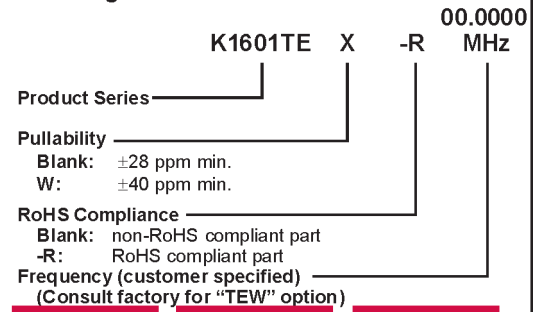 00.0000
K1601TE X -R MHz
Product Series
Pullability
Blank: ±28 ppm min.
W: ±40 ppm min.
RoHS Compliance
Blank: non-RoHS compliant part
-R: RoHS compliant part
Frequency (customer specified)
(Consult factory for “TEW” option)